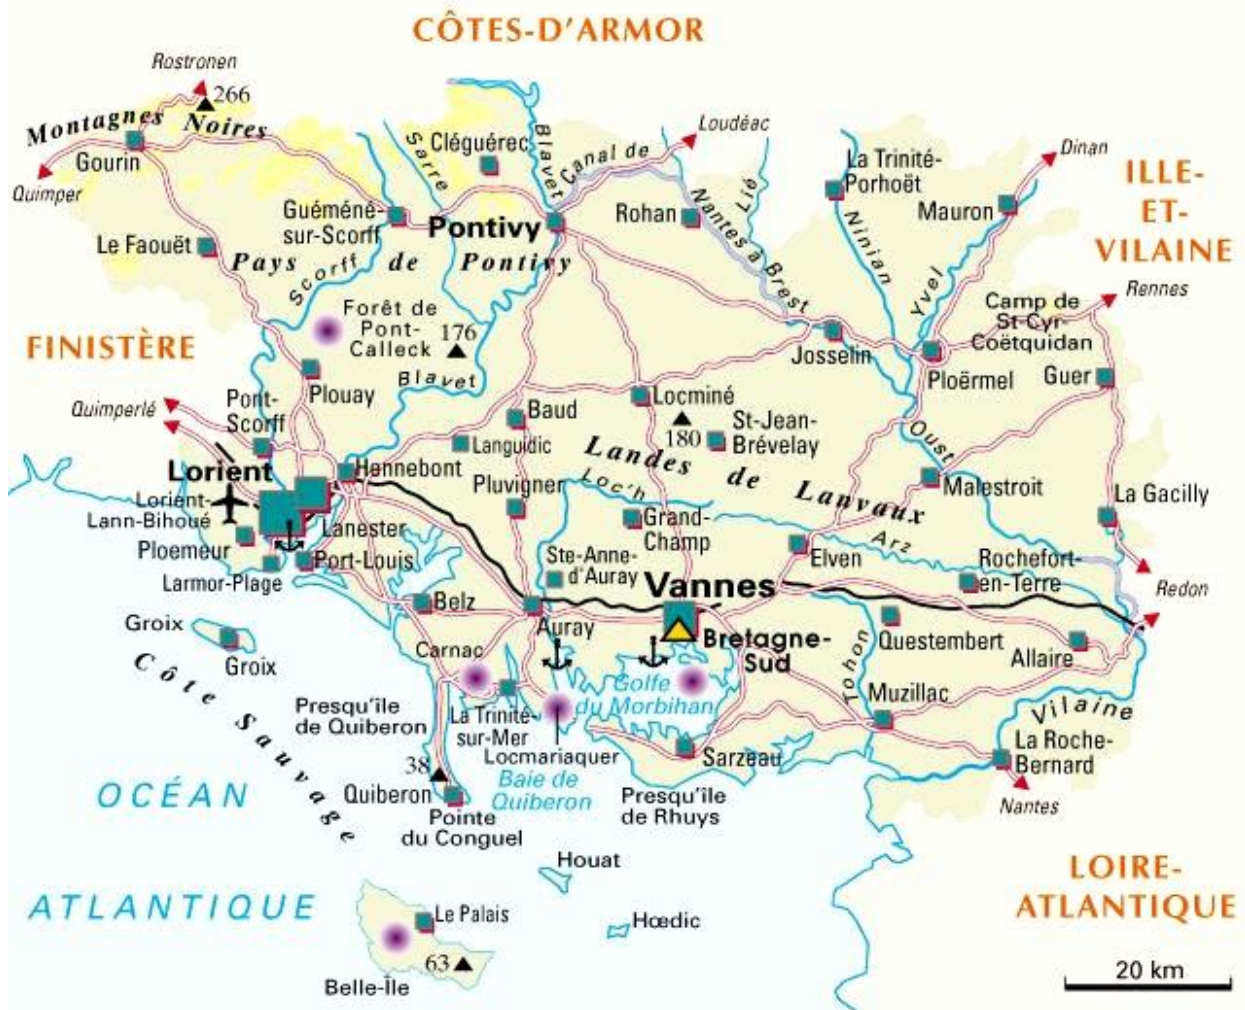 CÔTES-D'ARMOR
Rostronen
266
Montagnes Noires
Gourin
Quimper
Sarre
Cléguérec
Blavet
Canal de
Loudéac
Nantes à Brest
Lié
La Trinité-
Porhoët
Ninian
Dinan
Mauron
Yvel
ILLE-
ET-
VILAINE
Guéméné-
sur-Scorff
Pontivy
Rohan
Le Faouët
Pays de Pontivy
Scorff
Rennes
Camp de
St-Cyr-
Coëtquidan
Forêt de
Pont-
Calleck
176
FINISTÈRE
Josselin
Ploërmel
Guer
Blavet
Plouay
Quimperlé
Pont-
Scorff
Baud
Locminé
180
St-Jean-
Brévelay
Languidic
Oust
Lorient
Hennebont
Landes de Lanvaux
Loc'h
Malestroit
Lorient-
Lann-Bihoué
Pluvigner
La Gacilly
Lanester
Grand-
Champ
Ploemeur
Arz
Elven
Port-Louis
Larmor-Plage
Ste-Anne-
d'Auray
Rochefort-
en-Terre
Vannes
Redon
Belz
Groix
Groix
Auray
Bretagne-
Sud
Questembert
Allaire
Carnac
Tohon
Côte Sauvage
Golfe
du Morbihan
Presqu'île
de Quiberon
La Trinité-
sur-Mer
Muzillac
Vilaine
Locmariaquer
Sarzeau
La Roche-
Bernard
38
Baie de
Quiberon
OCÉAN
Quiberon
Presqu'île
de Rhuys
Nantes
Pointe
du Conguel
Houat
LOIRE-
ATLANTIQUE
ATLANTIQUE
Le Palais
Hœdic
63
Belle-Île
20 km